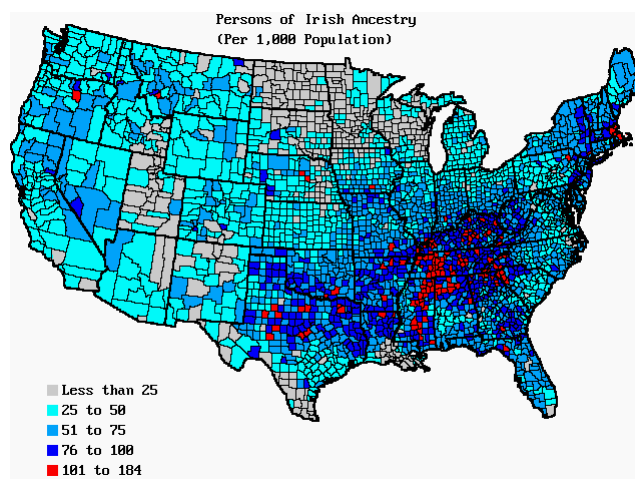 Persons of Irish Ancestry
(Per 1,000 Population)
Less than 25
25 to 50
51 to 75
76 to 100
101 to 184